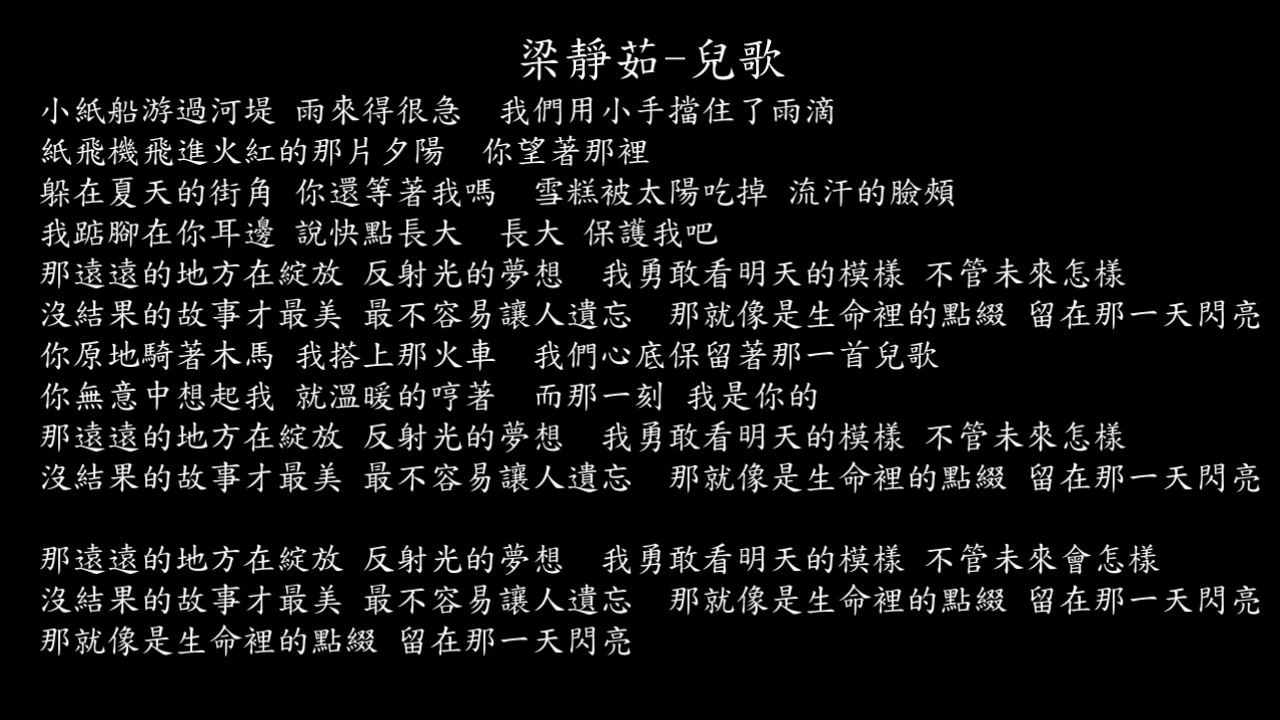 梁靜茹-兒歌
小紙船游過河堤 雨來得很急  我們用小手擋住了雨滴
紙飛機飛進火紅的那片夕陽  你望著那裡
躲在夏天的街角 你還等著我嗎  雪糕被太陽吃掉 流汗的臉頰
我踮腳在你耳邊 說快點長大  長大 保護我吧
那遠遠的地方在綻放 反射光的夢想  我勇敢看明天的模樣 不管未來怎樣
沒結果的故事才最美 最不容易讓人遺忘  那就像是生命裡的點綴 留在那一天閃亮
你原地騎著木馬 我搭上那火車  我們心底保留著那一首兒歌
你無意中想起我 就溫暖的哼著  而那一刻 我是你的
那遠遠的地方在綻放 反射光的夢想  我勇敢看明天的模樣 不管未來怎樣
沒結果的故事才最美 最不容易讓人遺忘  那就像是生命裡的點綴 留在那一天閃亮
那遠遠的地方在綻放 反射光的夢想  我勇敢看明天的模樣 不管未來會怎樣
沒結果的故事才最美 最不容易讓人遺忘  那就像是生命裡的點綴 留在那一天閃亮
那就像是生命裡的點綴 留在那一天閃亮